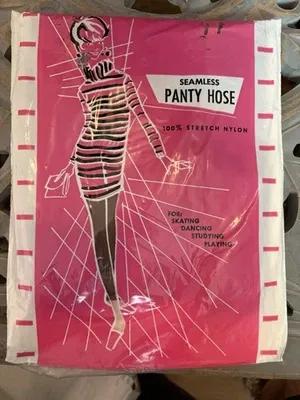 SEAMLESS
PANTY HOSE
100% STRETCH NYLON
FOR:
SKATING
DANCING
STUDYING
PLAYING